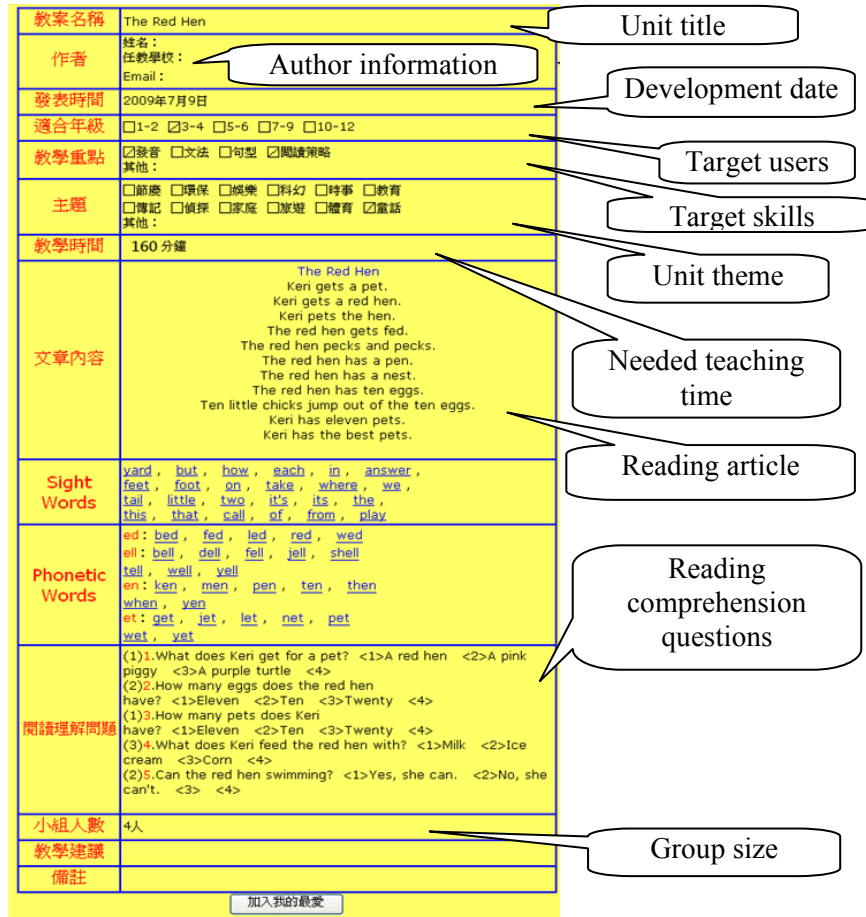 教案名稱 The Red Hen
Unit title
作者
姓名：
任教學校：
Email：
Author information
發表時間 2009年7月9日
Development date
適合年級 □1-2 ☑3-4 □5-6 □7-9 □10-12
Target users
教學重點
☑發音 □文法 □句型 ☑閱讀策略
其他：
Target skills
主題
□節慶 □環保 □娛樂 □科幻 □時事 □教育
□傳記 □偵探 □家庭 □旅遊 □體育 ☑童話
其他：
Unit theme
教學時間 160 分鐘
Needed teaching
time
文章內容
The Red Hen
Keri gets a pet.
Keri gets a red hen.
Keri pets the hen.
The red hen gets fed.
The red hen pecks and pecks.
The red hen has a pen.
The red hen has a nest.
The red hen has ten eggs.
Ten little chicks jump out of the ten eggs.
Keri has eleven pets.
Keri has the best pets.
Reading article
Sight
Words
yard , but , how , each , in , answer ,
feet , foot , on , take , where , we ,
tail , little , two , it's , its , the ,
this , that , call , of , from , play
Phonetic
Words
ed：bed , fed , led , red , wed
ell：bell , dell , fell , jell , shell
tell , well , yell
en：ken , men , pen , ten , then
when , yen
et：get , jet , let , net , pet
wet , yet
Reading
comprehension
questions
閱讀理解問題
(1)1.What does Keri get for a pet? <1>A red hen <2>A pink
piggy <3>A purple turtle <4>
(2)2.How many eggs does the red hen
have? <1>Eleven <2>Ten <3>Twenty <4>
(1)3.How many pets does Keri
have? <1>Eleven <2>Ten <3>Twenty <4>
(3)4.What does Keri feed the red hen with? <1>Milk <2>Ice
cream <3>Corn <4>
(2)5.Can the red hen swimming? <1>Yes, she can. <2>No, she
can't. <3> <4>
小組人數 4人
Group size
教學建議
備註
加入我的最愛